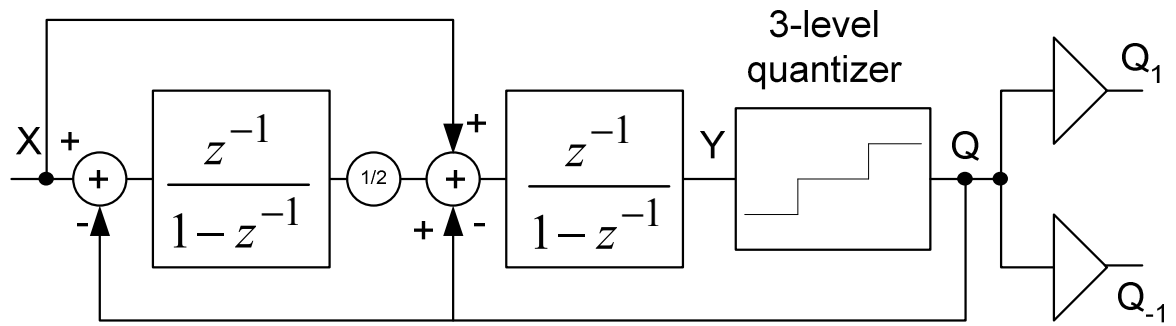 3-level
quantizer
X + + - 
z⁻¹
1 − z⁻¹
1/2
+ + + -
z⁻¹
1 − z⁻¹
Y
Q
Q₁
Q₋₁